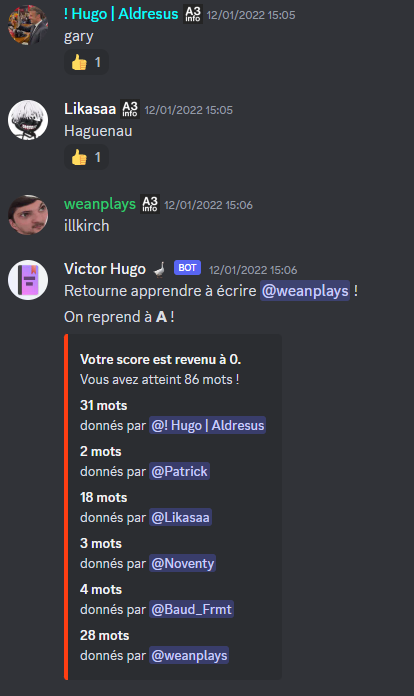 ! Hugo | Aldresus A3 info 12/01/2022 15:05
gary
1
Likasaa A3 info 12/01/2022 15:05
Haguenau
1
weanplays A3 info 12/01/2022 15:06
illkirch
Victor Hugo BOT 12/01/2022 15:06
Retourne apprendre à écrire @weanplays !
On reprend à A !
Votre score est revenu à 0.
Vous avez atteint 86 mots !
31 mots
donnés par @! Hugo | Aldresus
2 mots
donnés par @Patrick
18 mots
donnés par @Likasaa
3 mots
donnés par @Noventy
4 mots
donnés par @Baud_Frmt
28 mots
donnés par @weanplays